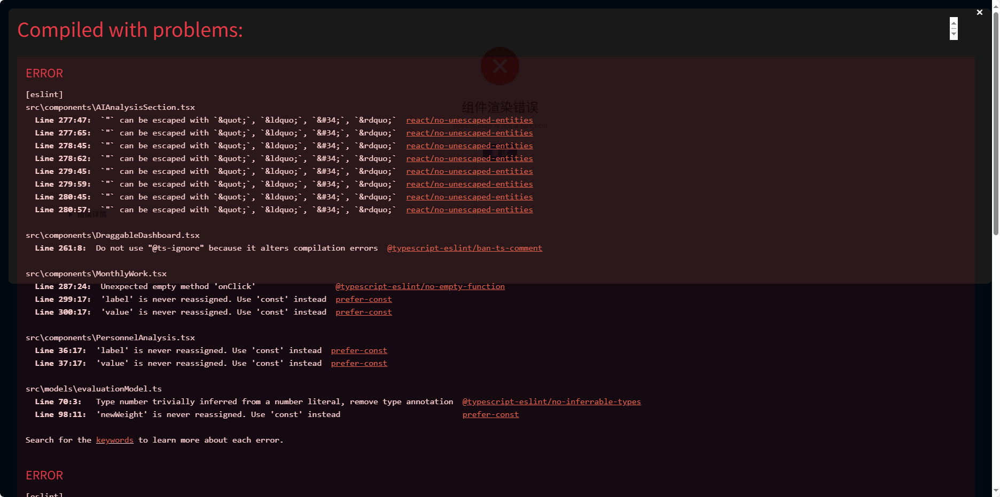 Compiled with problems:
×
ERROR
[eslint]
src\components\AIAnalysisSection.tsx
组件渲染错误
Line 277:47: `"` can be escaped with `&quot;`, `&ldquo;`, `&#34;`, `&rdquo;` react/no-unescaped-entities
Line 277:65: `"` can be escaped with `&quot;`, `&ldquo;`, `&#34;`, `&rdquo;` react/no-unescaped-entities
Line 278:45: `"` can be escaped with `&quot;`, `&ldquo;`, `&#34;`, `&rdquo;` react/no-unescaped-entities
Line 278:62: `"` can be escaped with `&quot;`, `&ldquo;`, `&#34;`, `&rdquo;` react/no-unescaped-entities
Line 279:45: `"` can be escaped with `&quot;`, `&ldquo;`, `&#34;`, `&rdquo;` react/no-unescaped-entities
Line 279:59: `"` can be escaped with `&quot;`, `&ldquo;`, `&#34;`, `&rdquo;` react/no-unescaped-entities
Line 280:45: `"` can be escaped with `&quot;`, `&ldquo;`, `&#34;`, `&rdquo;` react/no-unescaped-entities
Line 280:57: `"` can be escaped with `&quot;`, `&ldquo;`, `&#34;`, `&rdquo;` react/no-unescaped-entities
错误详情
src\components\DraggableDashboard.tsx
Line 261:8: Do not use "@ts-ignore" because it alters compilation errors @typescript-eslint/ban-ts-comment
src\components\MonthlyWork.tsx
Line 287:24: Unexpected empty method 'onClick' @typescript-eslint/no-empty-function
Line 299:17: 'label' is never reassigned. Use 'const' instead prefer-const
Line 300:17: 'value' is never reassigned. Use 'const' instead prefer-const
src\components\PersonnelAnalysis.tsx
Line 36:17: 'label' is never reassigned. Use 'const' instead prefer-const
Line 37:17: 'value' is never reassigned. Use 'const' instead prefer-const
src\models\evaluationModel.ts
Line 70:3: Type number trivially inferred from a number literal, remove type annotation @typescript-eslint/no-inferrable-types
Line 98:11: 'newWeight' is never reassigned. Use 'const' instead prefer-const
Search for the keywords to learn more about each error.
ERROR
[eslint]